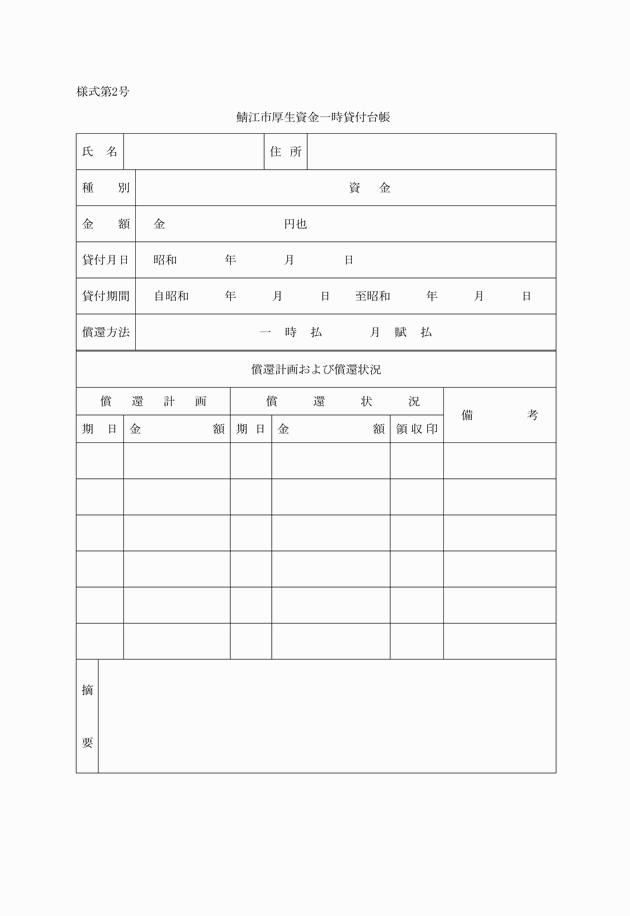 様式第2号
鯖江市厚生資金一時貸付台帳
氏名 住所
種別 資金
金額 金 円也
貸付月日 昭和 年 月 日
貸付期間 自昭和 年 月 日 至昭和 年 月 日
償還方法 一時払 月賦払
償還計画および償還状況
償還計画 償還状況 備考
期日 金額 期日 金額 領収印
摘要